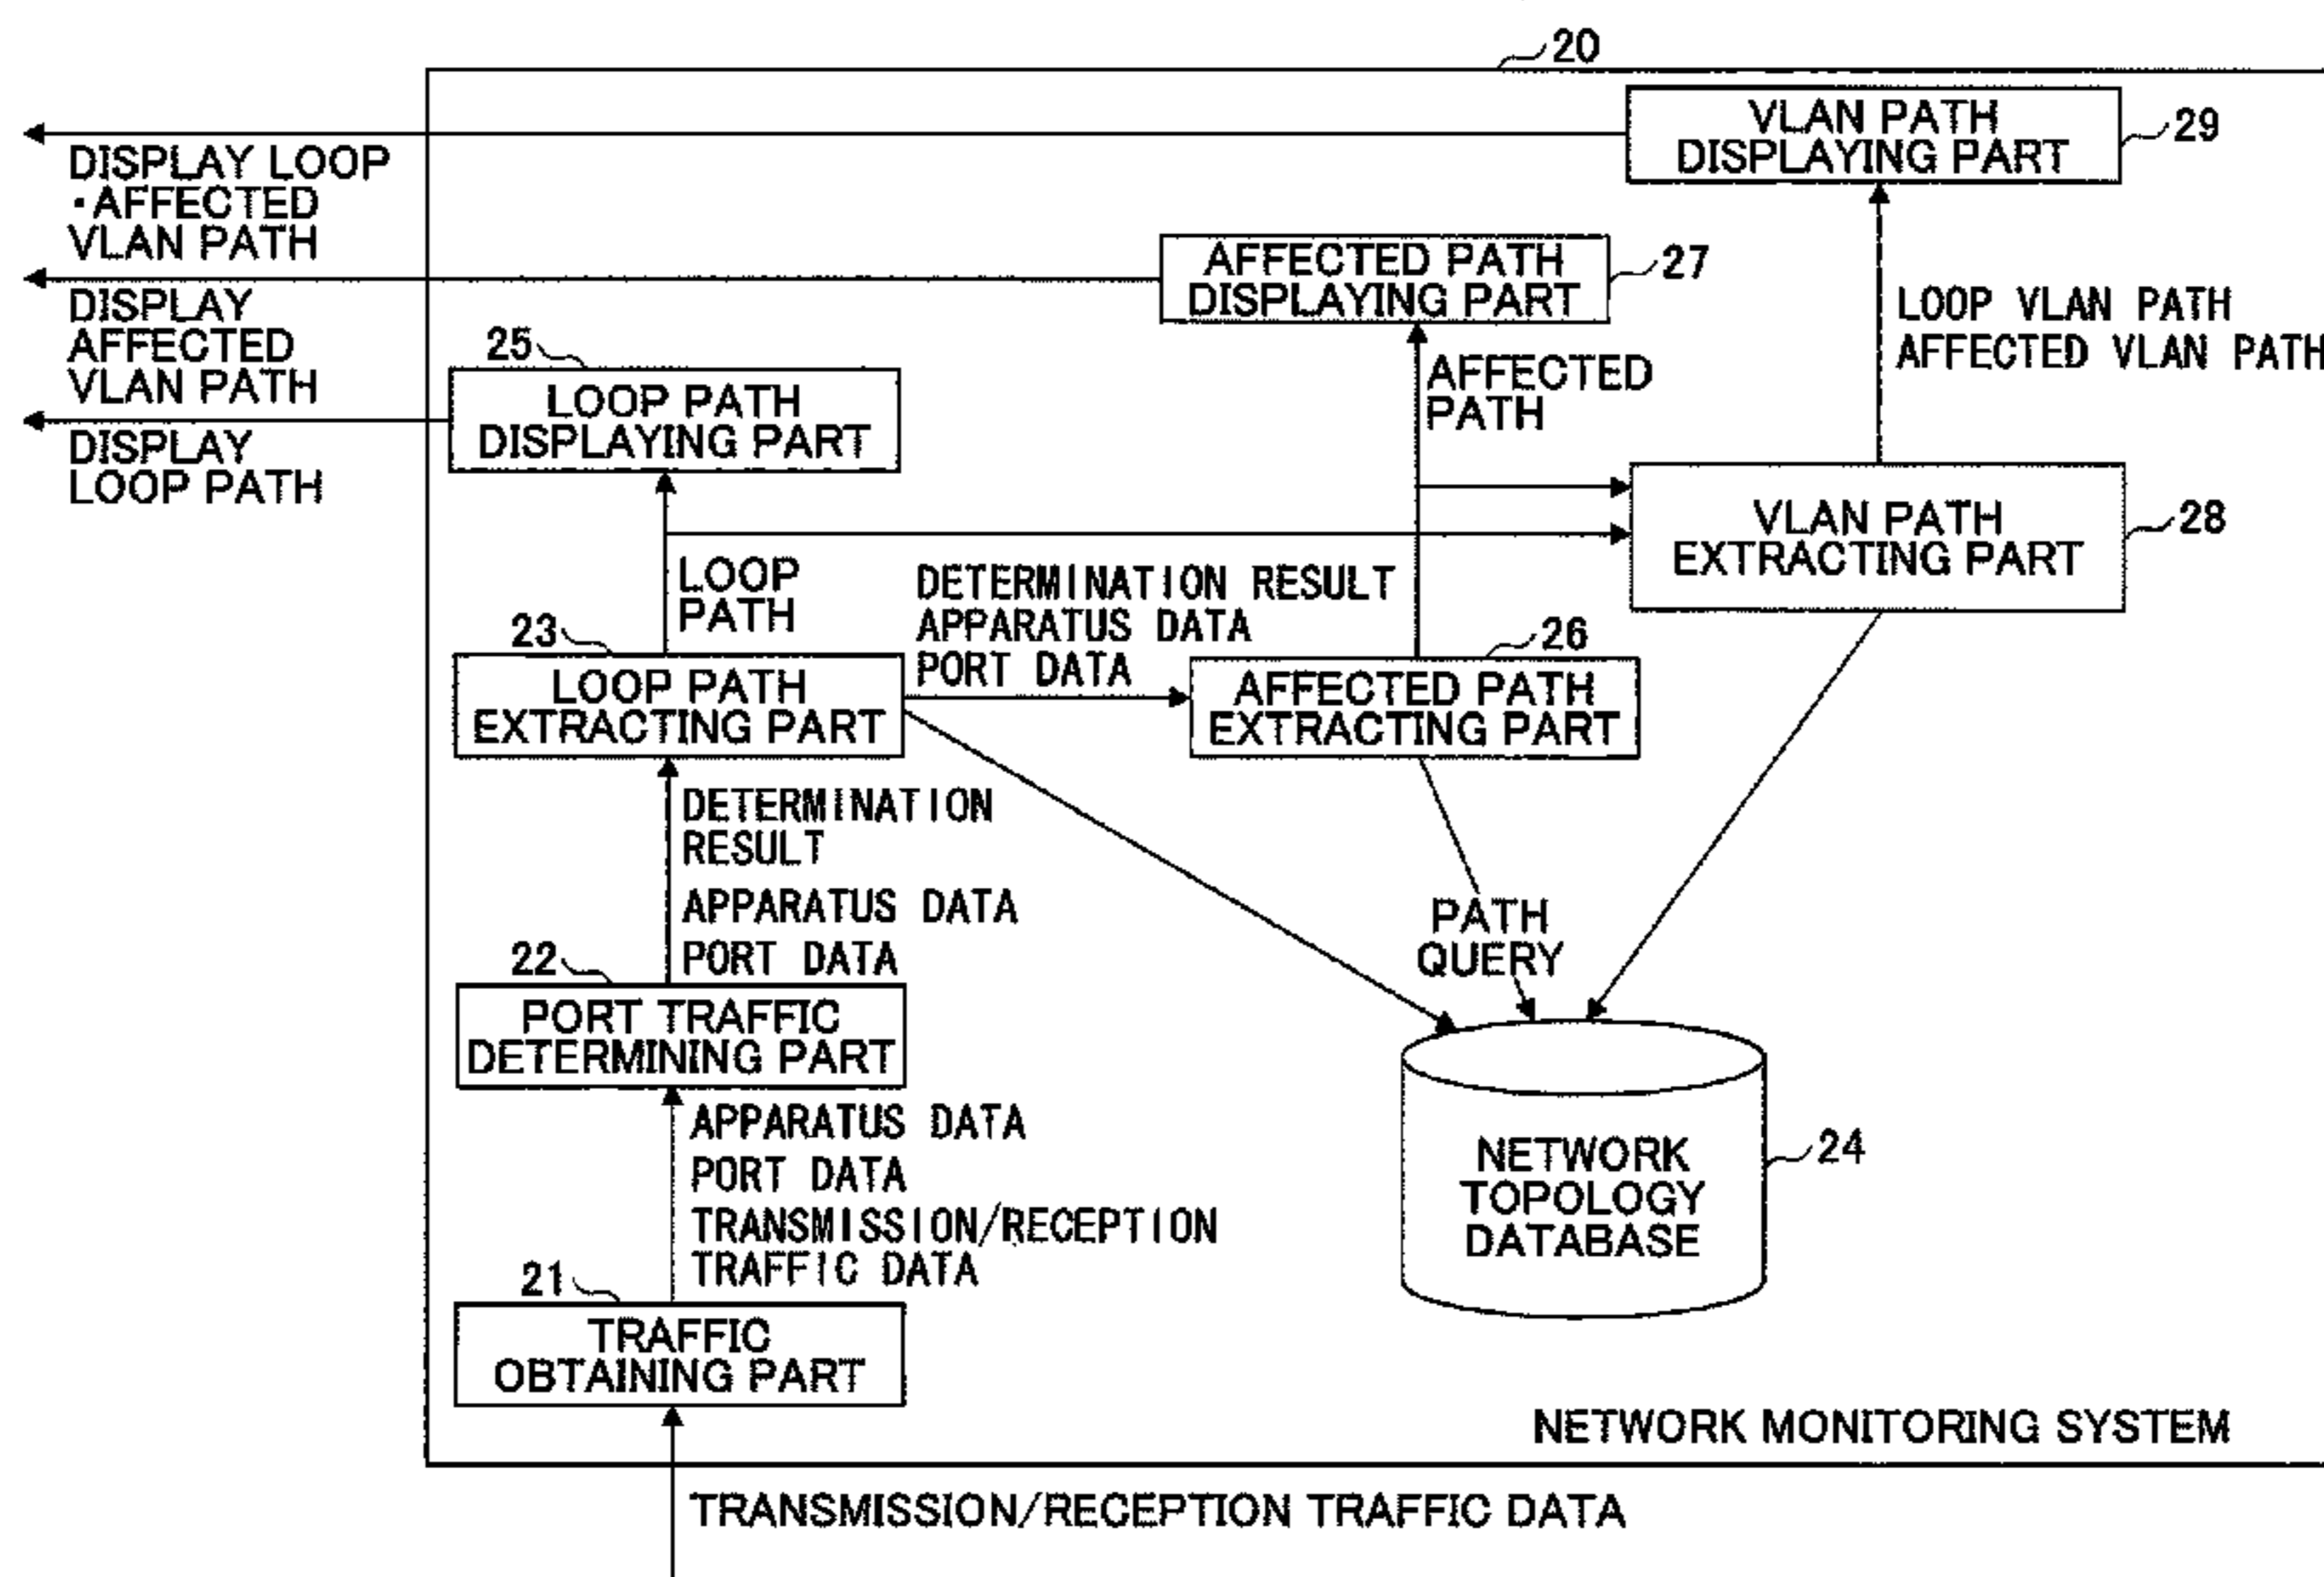 20
VLAN PATH
DISPLAYING PART
29
DISPLAY LOOP
・AFFECTED
VLAN PATH
AFFECTED PATH
DISPLAYING PART
27
DISPLAY
AFFECTED
VLAN PATH
LOOP VLAN PATH
AFFECTED VLAN PATH
25
LOOP PATH
DISPLAYING PART
AFFECTED
PATH
DISPLAY
LOOP PATH
VLAN PATH
EXTRACTING PART
28
LOOP
PATH
DETERMINATION RESULT
APPARATUS DATA
PORT DATA
23
LOOP PATH
EXTRACTING PART
26
AFFECTED PATH
EXTRACTING PART
DETERMINATION
RESULT
APPARATUS DATA
PORT DATA
PATH
QUERY
22
PORT TRAFFIC
DETERMINING PART
APPARATUS DATA
PORT DATA
TRANSMISSION/RECEPTION
TRAFFIC DATA
NETWORK
TOPOLOGY
DATABASE
24
21
TRAFFIC
OBTAINING PART
NETWORK MONITORING SYSTEM
TRANSMISSION/RECEPTION TRAFFIC DATA